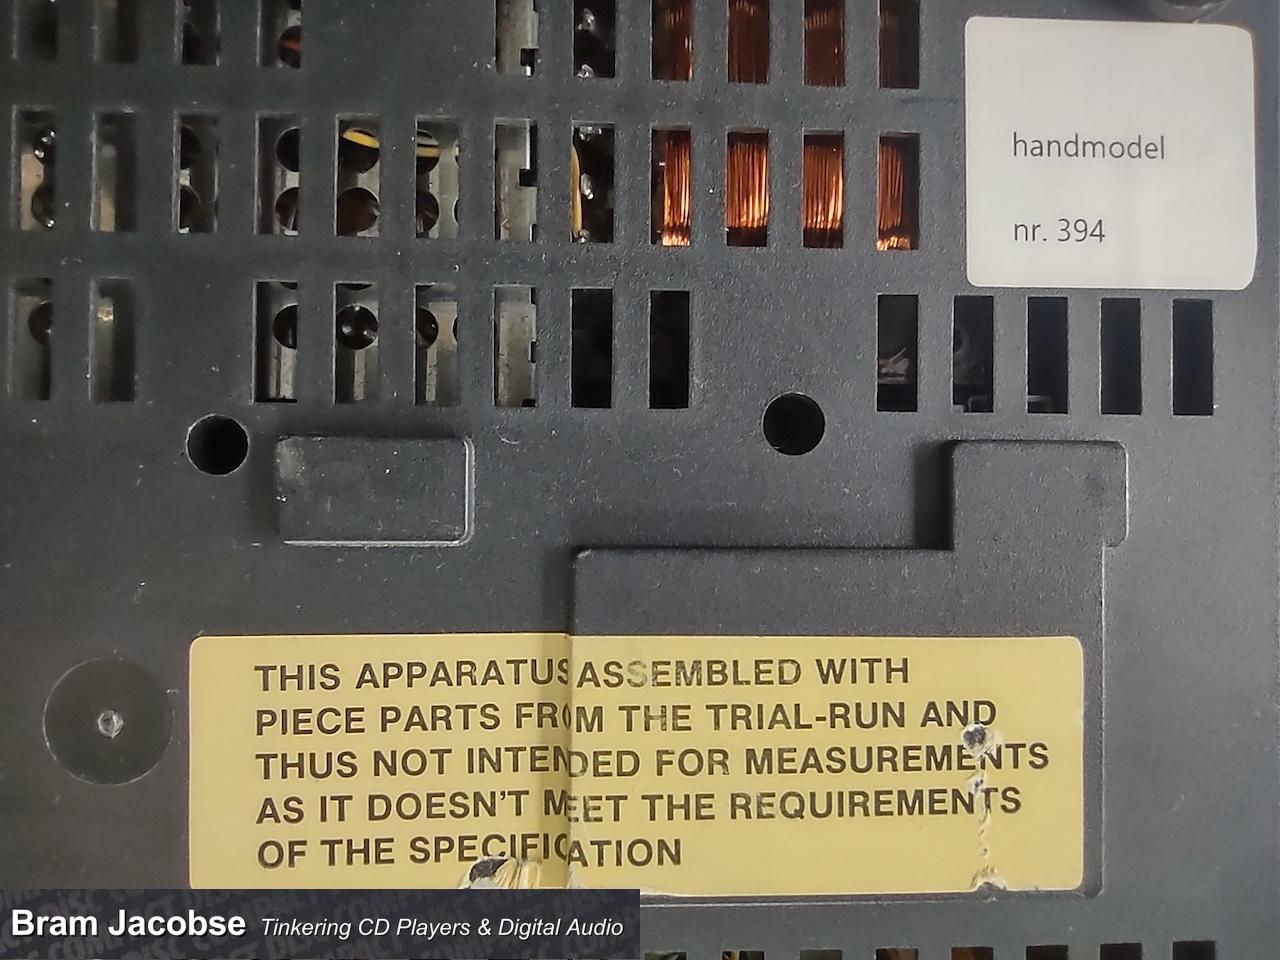 handmodel
nr. 394
THIS APPARATUS ASSEMBLED WITH
PIECE PARTS FROM THE TRIAL-RUN AND
THUS NOT INTENDED FOR MEASUREMENTS
AS IT DOESN'T MEET THE REQUIREMENTS
OF THE SPECIFICATION
Bram Jacobse Tinkering CD Players & Digital Audio